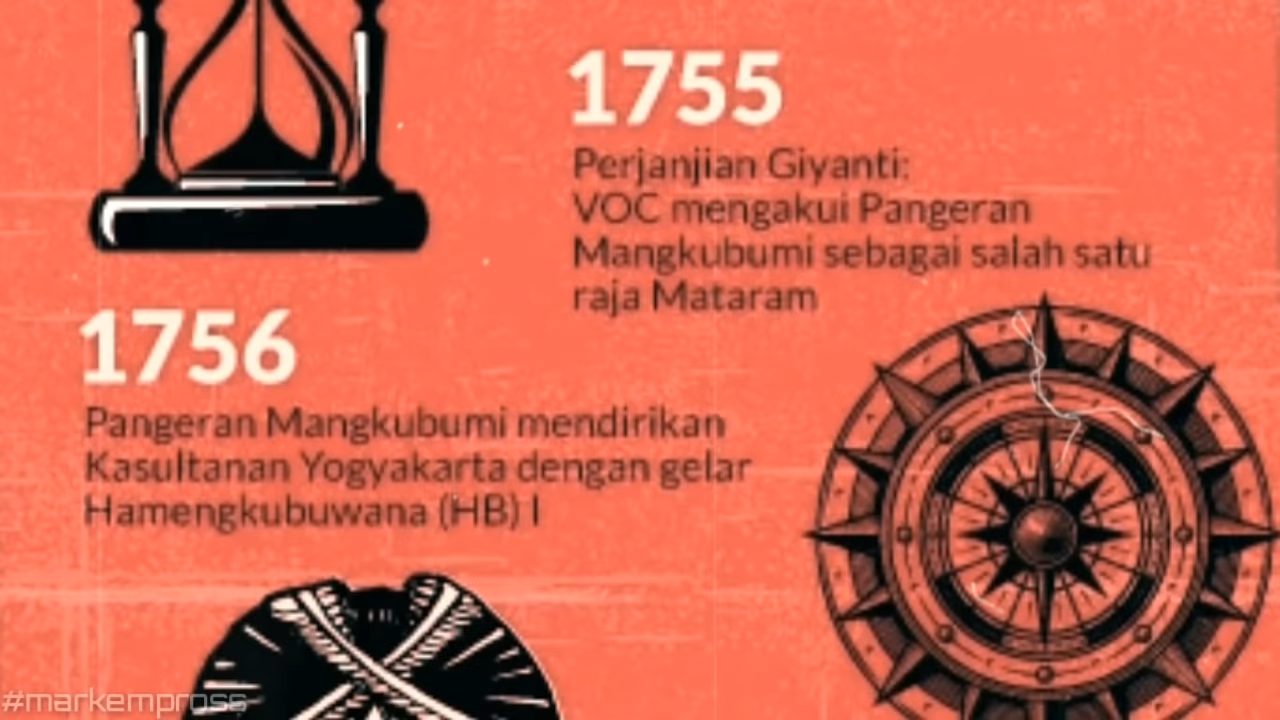 1755
Perjanjian Giyanti:
VOC mengakui Pangeran
Mangkubumi sebagai salah satu
raja Mataram
1756
Pangeran Mangkubumi mendirikan
Kasultanan Yogyakarta dengan gelar
Hamengkubuwana (HB) I
#markempross